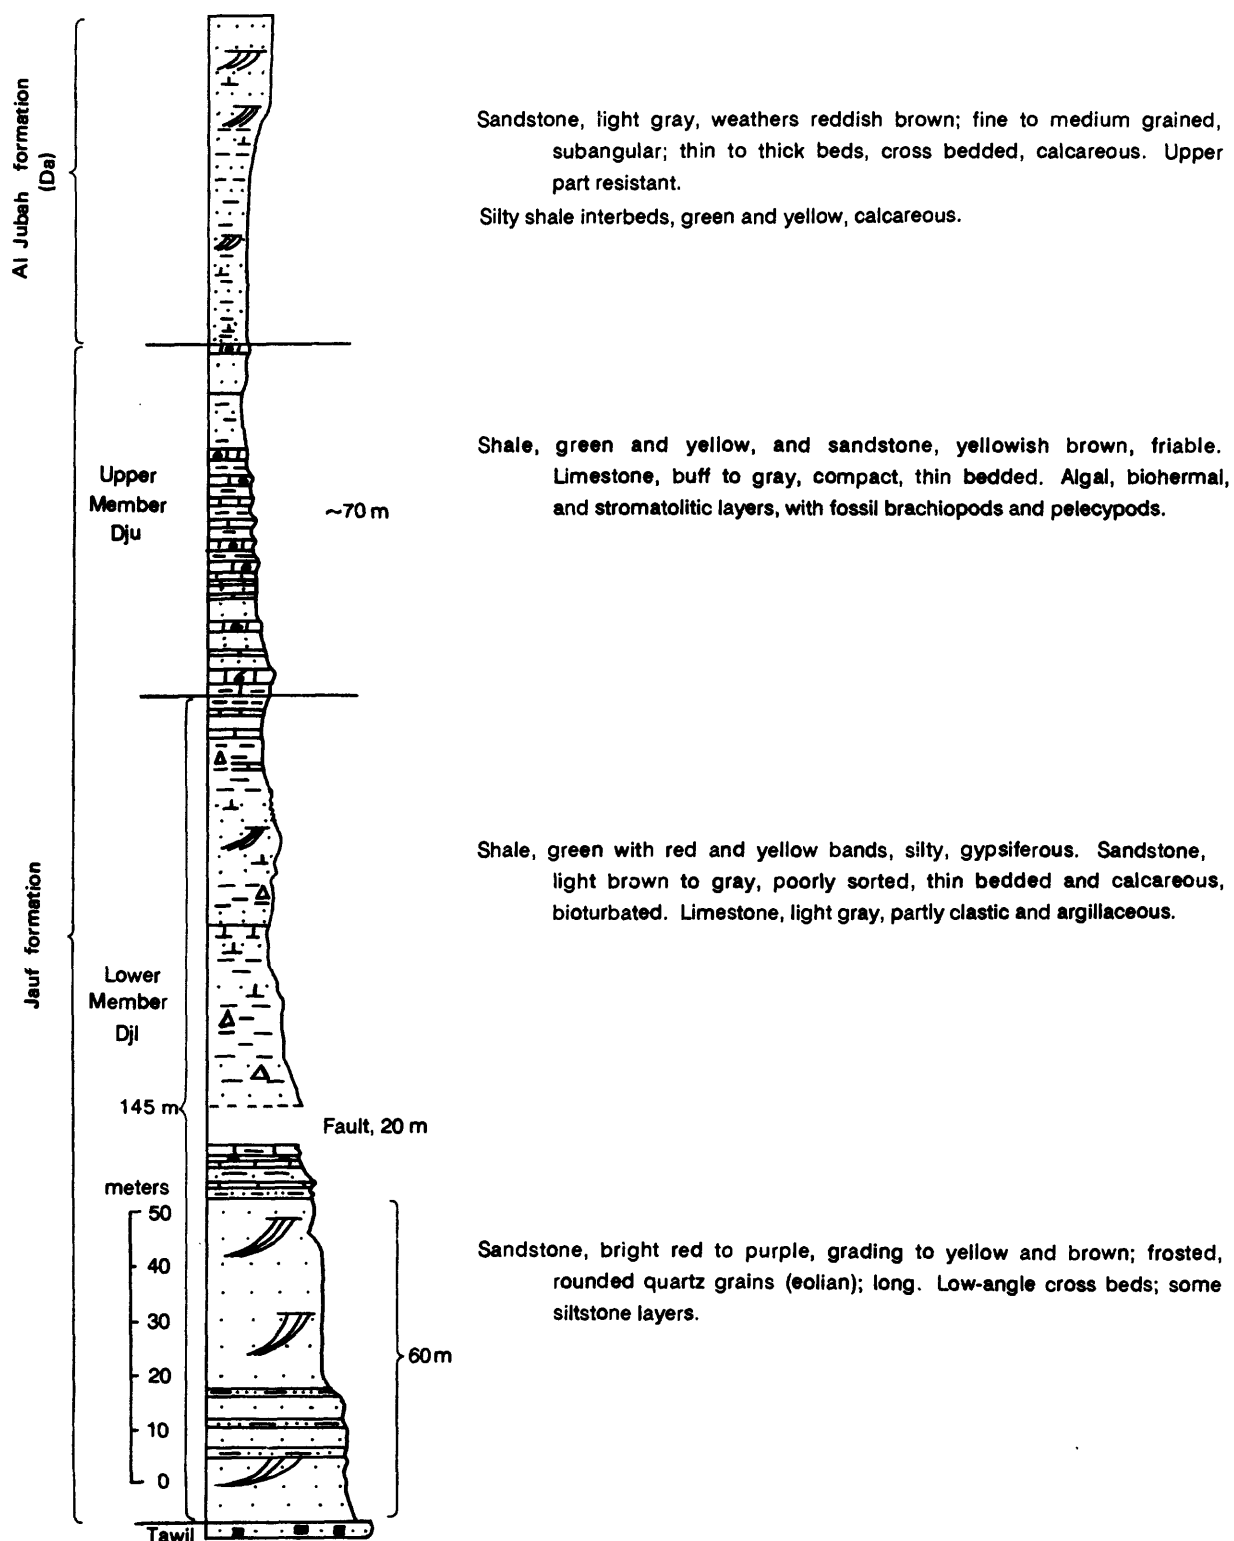 Al Jubah formation
(Da)
Sandstone, light gray, weathers reddish brown; fine to medium grained,
subangular; thin to thick beds, cross bedded, calcareous. Upper
part resistant.
Silty shale interbeds, green and yellow, calcareous.
Upper
Member
Dju
~70 m
Shale, green and yellow, and sandstone, yellowish brown, friable.
Limestone, buff to gray, compact, thin bedded. Algal, biohermal,
and stromatolitic layers, with fossil brachiopods and pelecypods.
Jauf formation
Lower
Member
Djl
145 m
Shale, green with red and yellow bands, silty, gypsiferous. Sandstone,
light brown to gray, poorly sorted, thin bedded and calcareous,
bioturbated. Limestone, light gray, partly clastic and argillaceous.
Fault, 20 m
meters
50
40
30
20
10
0
60 m
Sandstone, bright red to purple, grading to yellow and brown; frosted,
rounded quartz grains (eolian); long. Low-angle cross beds; some
siltstone layers.
Tawil